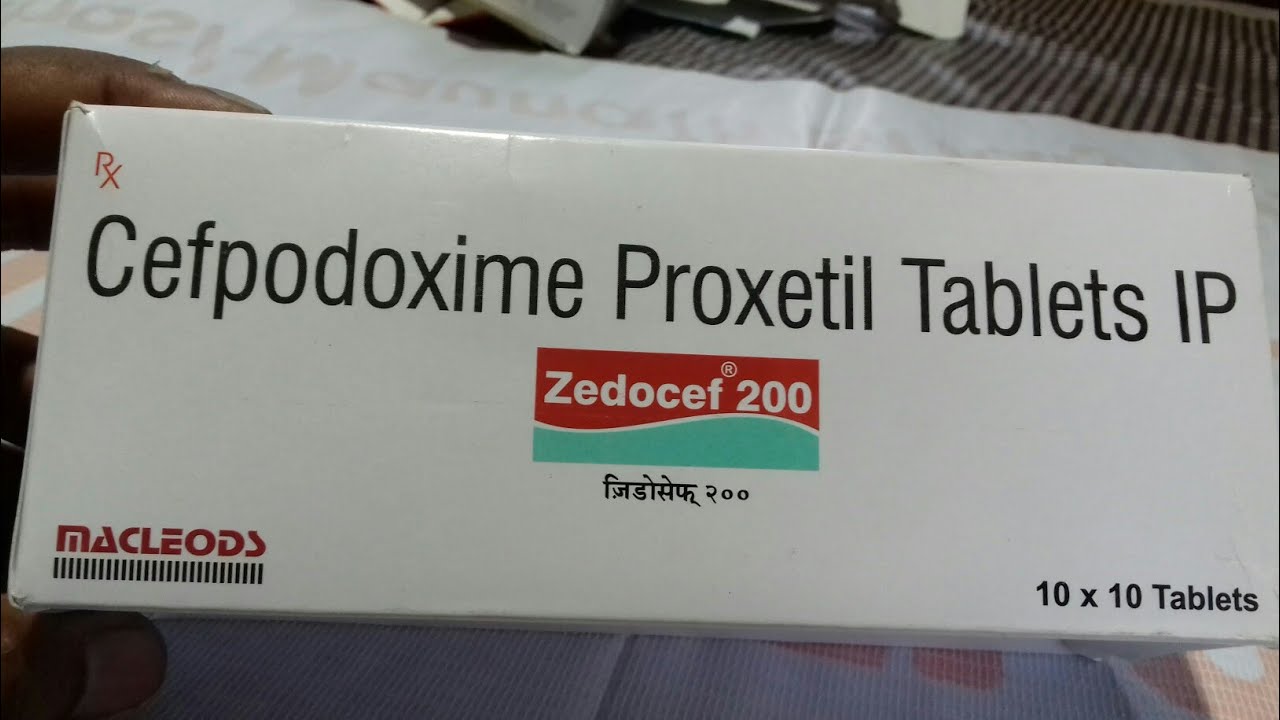 Rx
Cefpodoxime Proxetil Tablets IP
Zedocef® 200
ज़िडोसेफ् २००
MACLEODS
10 x 10 Tablets